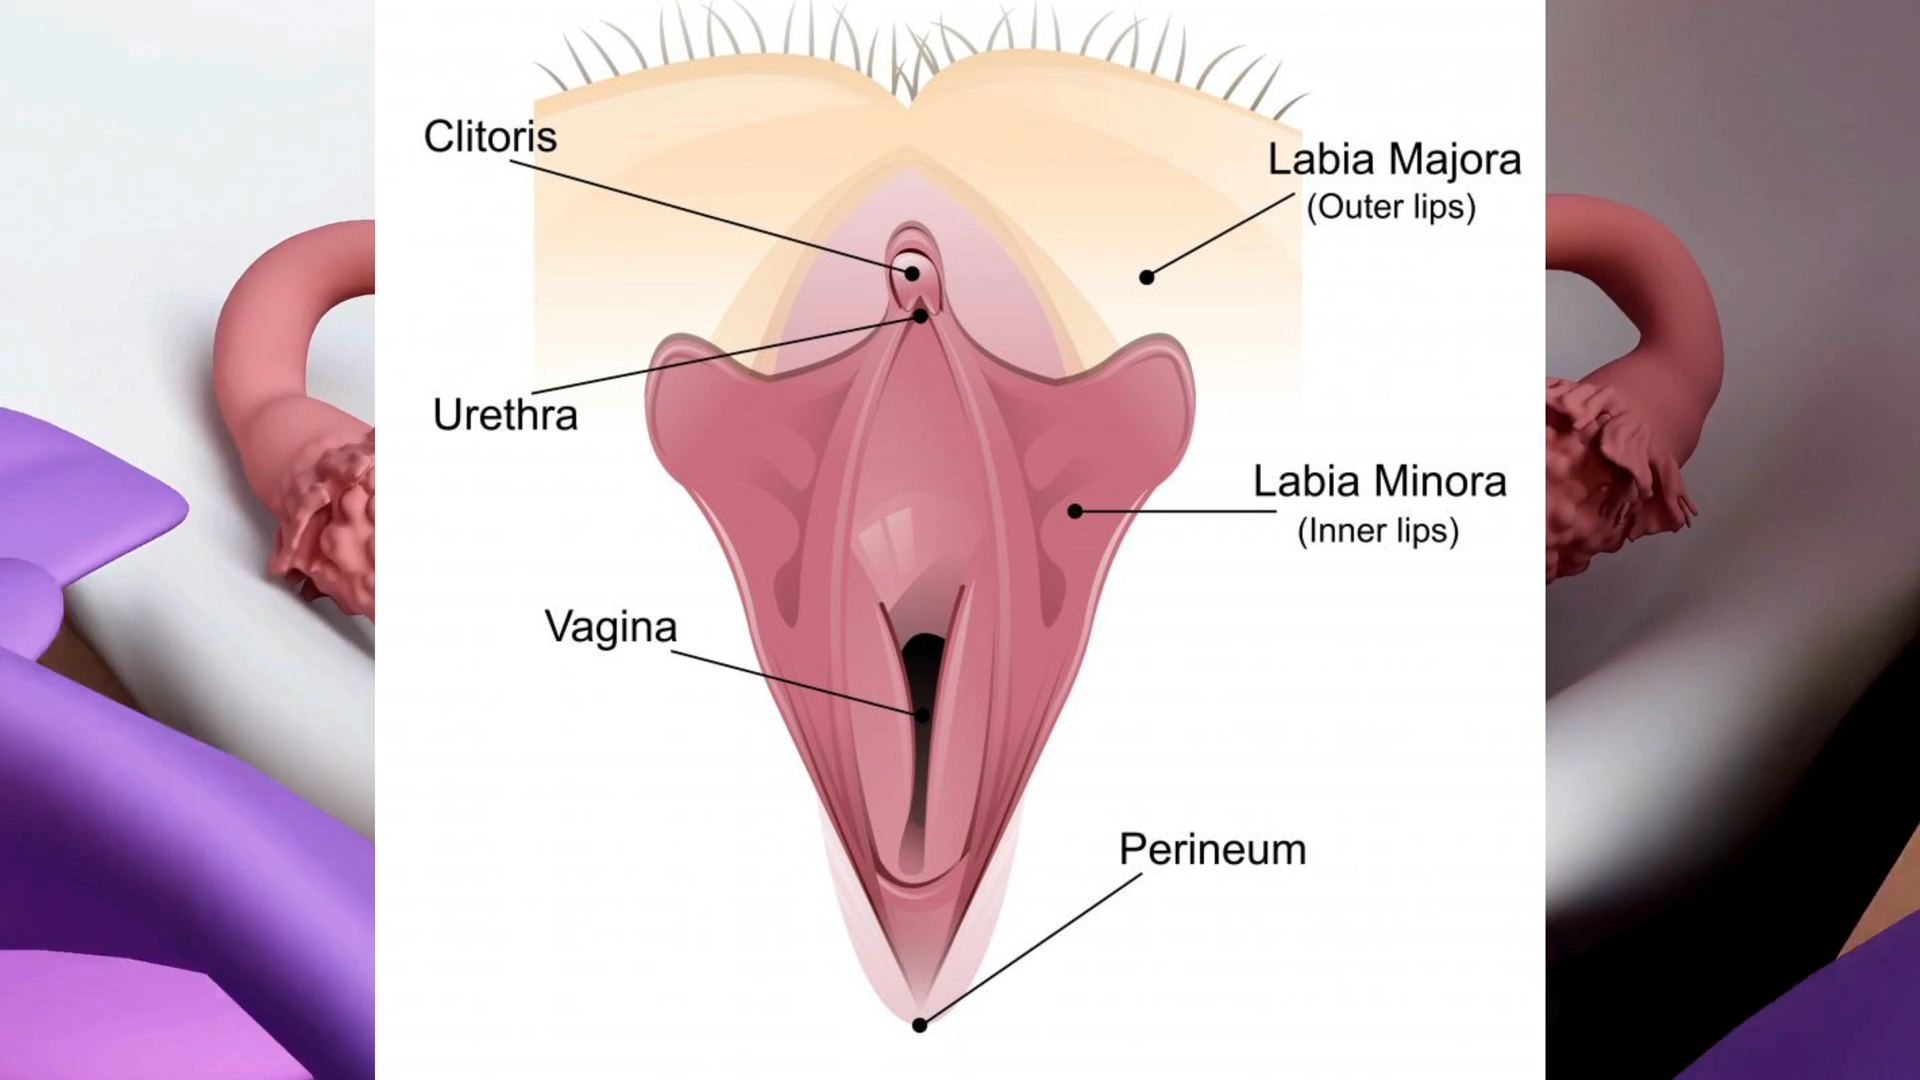 Clitoris
Labia Majora
(Outer lips)
Urethra
Labia Minora
(Inner lips)
Vagina
Perineum